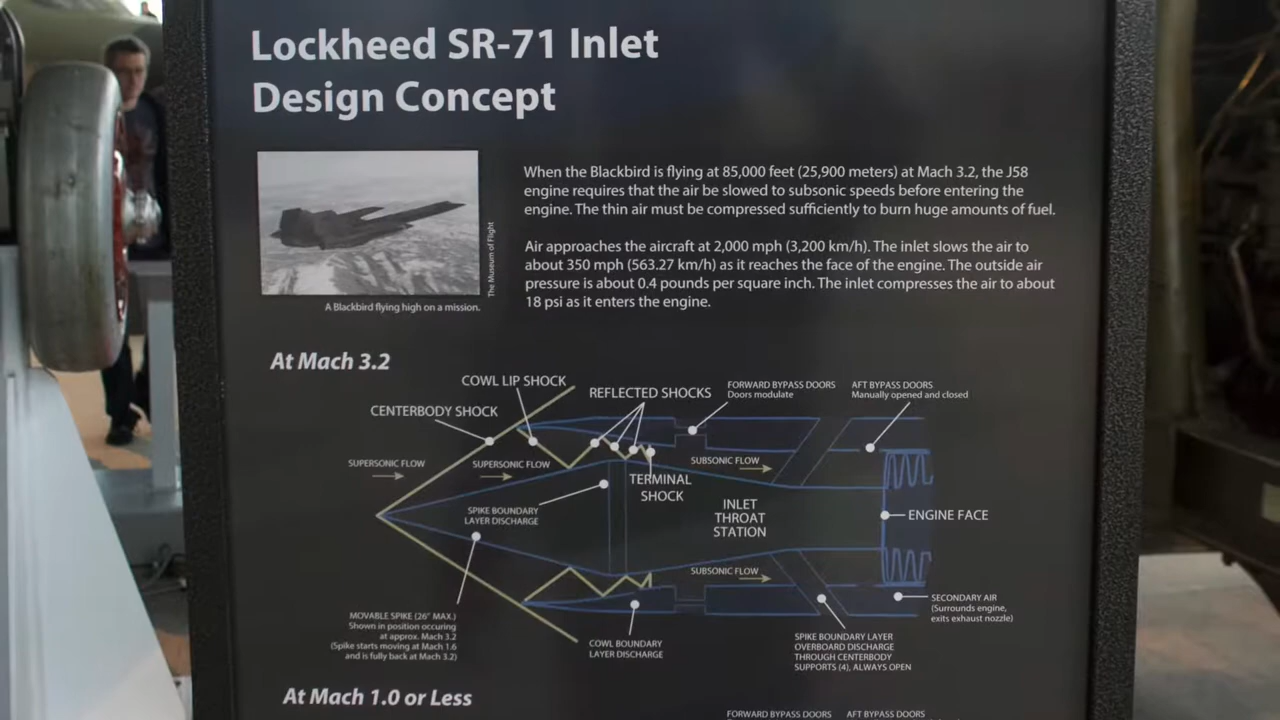 Lockheed SR-71 Inlet
Design Concept
The Museum of Flight
A Blackbird flying high on a mission.
When the Blackbird is flying at 85,000 feet (25,900 meters) at Mach 3.2, the J58
engine requires that the air be slowed to subsonic speeds before entering the
engine. The thin air must be compressed sufficiently to burn huge amounts of fuel.
Air approaches the aircraft at 2,000 mph (3,200 km/h). The inlet slows the air to
about 350 mph (563.27 km/h) as it reaches the face of the engine. The outside air
pressure is about 0.4 pounds per square inch. The inlet compresses the air to about
18 psi as it enters the engine.
At Mach 3.2
COWL LIP SHOCK
REFLECTED SHOCKS
FORWARD BYPASS DOORS
Doors modulate
AFT BYPASS DOORS
Manually opened and closed
CENTERBODY SHOCK
SUPERSONIC FLOW
SUPERSONIC FLOW
SUBSONIC FLOW
TERMINAL
SHOCK
SPIKE BOUNDARY
LAYER DISCHARGE
INLET
THROAT
STATION
ENGINE FACE
SUBSONIC FLOW
MOVABLE SPIKE (26" MAX.)
Shown in position occuring
at approx. Mach 3.2
(Spike starts moving at Mach 1.6
and is fully back at Mach 3.2)
COWL BOUNDARY
LAYER DISCHARGE
SPIKE BOUNDARY LAYER
OVERBOARD DISCHARGE
THROUGH CENTERBODY
SUPPORTS (4), ALWAYS OPEN
SECONDARY AIR
(Surrounds engine,
exits exhaust nozzle)
At Mach 1.0 or Less
FORWARD BYPASS DOORS
AFT BYPASS DOORS